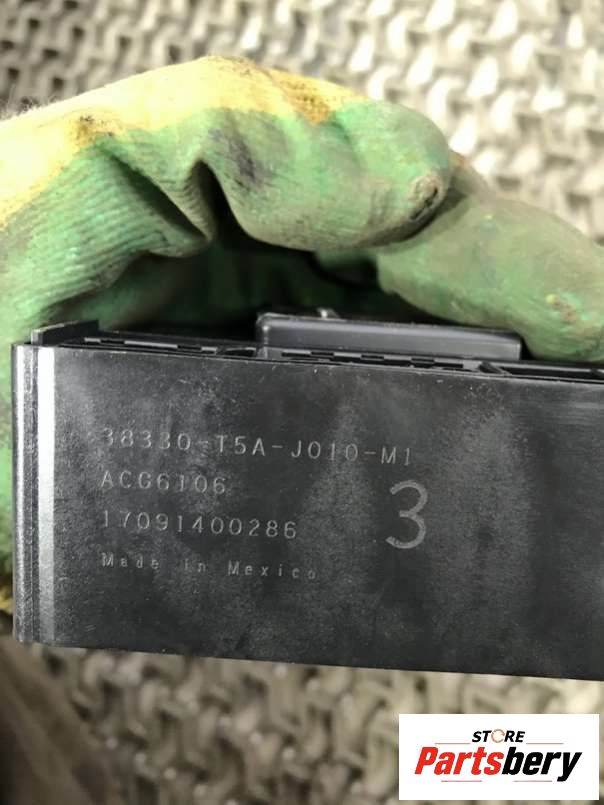 38330-T5A-J010-M1
ACG6106
17091400286
3
Made in Mexico
STORE
Partsbery